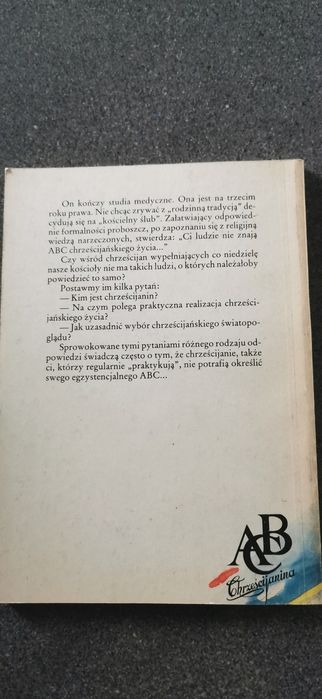 On kończy studia medyczne. Ona jest na trzecim
roku prawa. Nie chcąc zrywać z „rodzinną tradycją” de-
cydują się na „kościelny ślub”. Załatwiający odpowied-
nie formalności proboszcz, po zapoznaniu się z religijną
wiedzą narzeczonych, stwierdza: „Ci ludzie nie znają
ABC chrześcijańskiego życia...”
Czy wśród chrześcijan wypełniających co niedzielę
nasze kościoły nie ma takich ludzi, o których należałoby
powiedzieć to samo?
Postawmy im kilka pytań:
— Kim jest chrześcijanin?
— Na czym polega praktyczna realizacja chrześci-
jańskiego życia?
— Jak uzasadnić wybór chrześcijańskiego światopo-
glądu?
Sprowokowane tymi pytaniami różnego rodzaju od-
powiedzi świadczą często o tym, że chrześcijanie, także
ci, którzy regularnie „praktykują”, nie potrafią określić
swego egzystencjalnego ABC...
ABC
Chrześcijanina